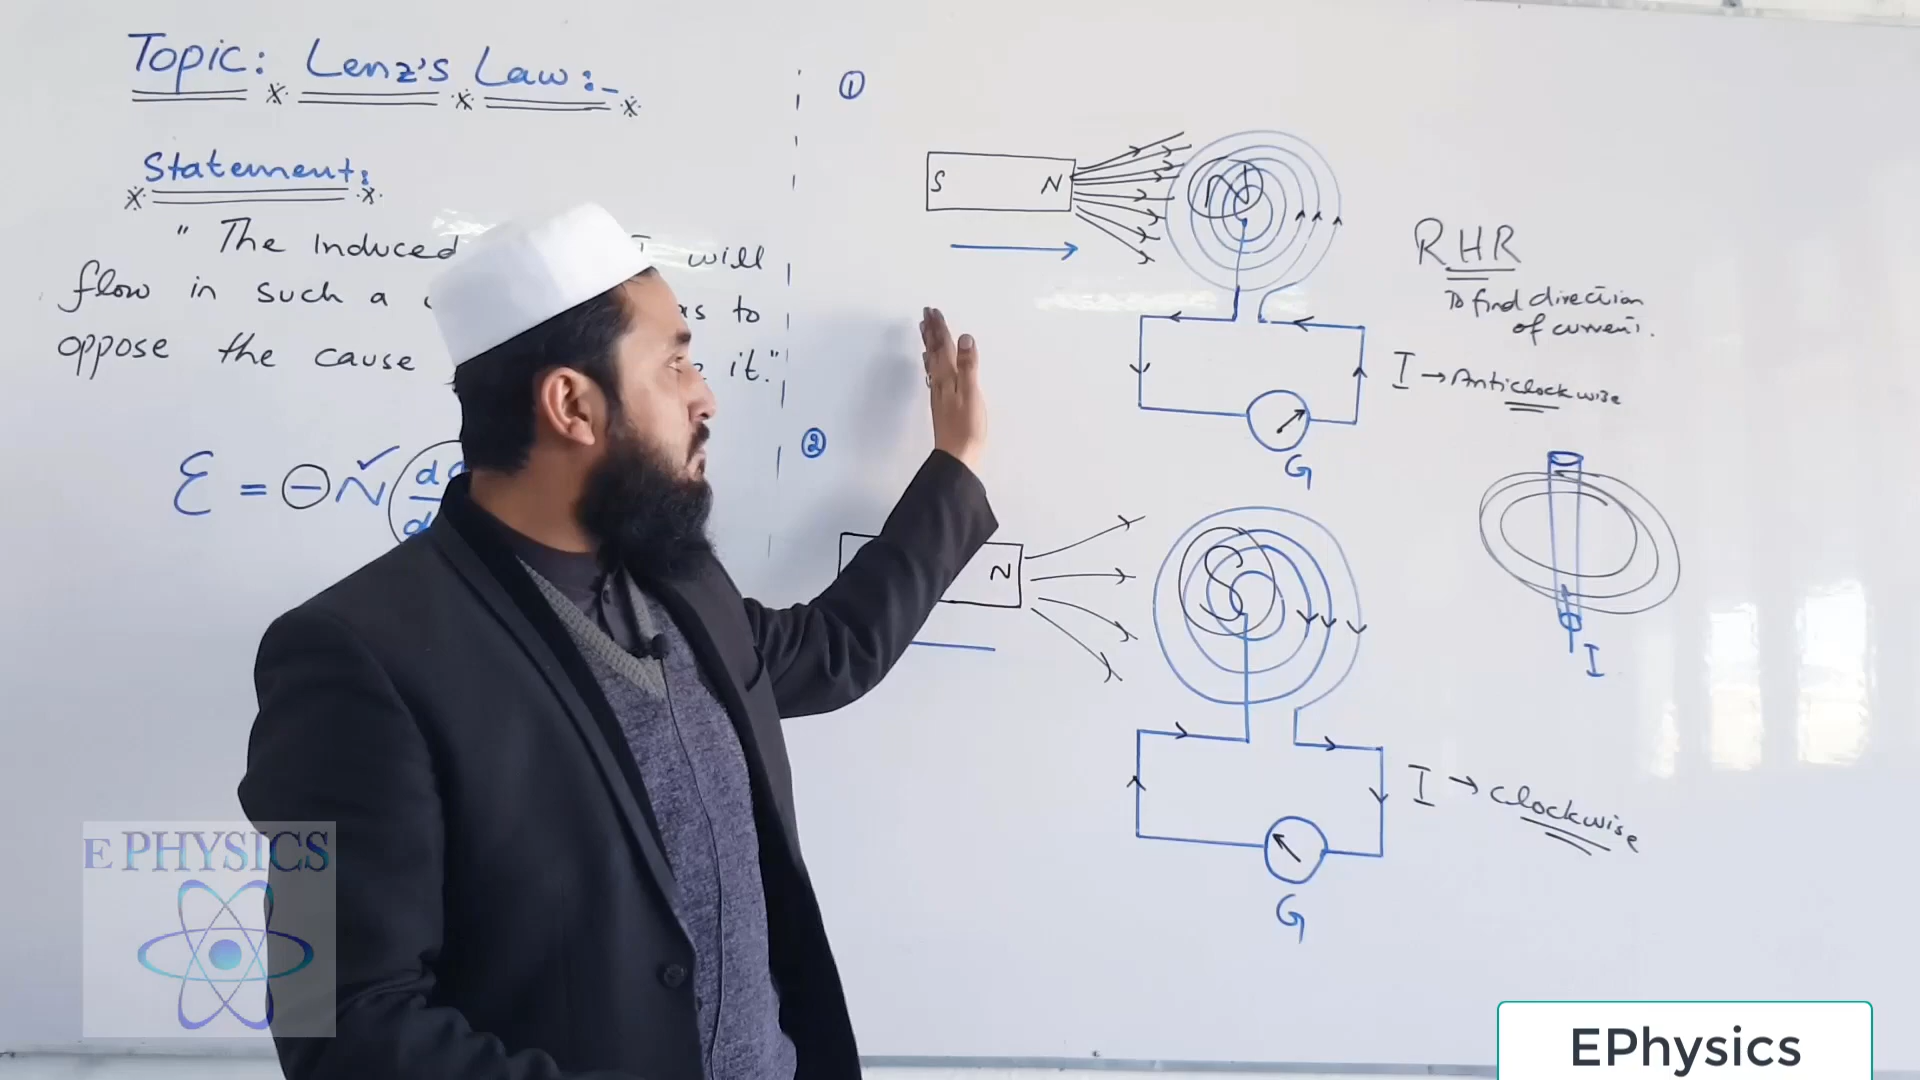 Topic: Lenz's Law:-
Statement:
" The Induced I will
flow in such a as to
oppose the cause it."
ℰ = - N d
d
①
S N
N
RHR
To find direction
of current.
I → Anticlockwise
G
②
N
S
I
I → clockwise
G
E PHYSICS
EPhysics